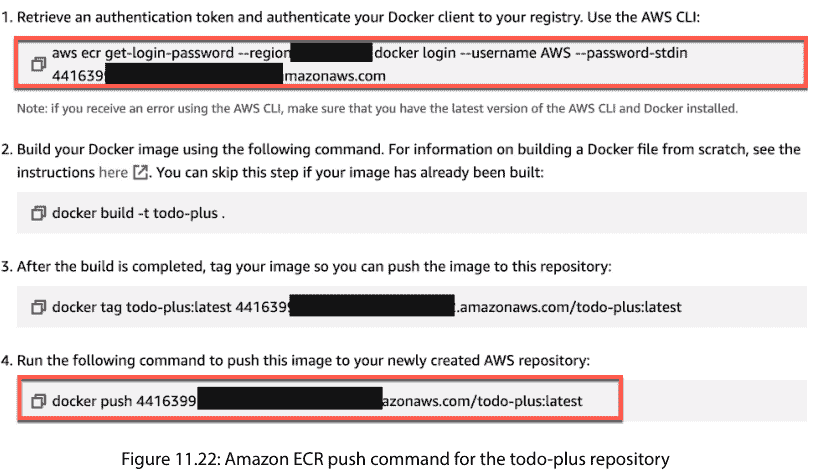 1. Retrieve an authentication token and authenticate your Docker client to your registry. Use the AWS CLI:
aws ecr get-login-password --region docker login --username AWS --password-stdin
441639 mazonaws.com
Note: if you receive an error using the AWS CLI, make sure that you have the latest version of the AWS CLI and Docker installed.
2. Build your Docker image using the following command. For information on building a Docker file from scratch, see the
instructions here. You can skip this step if your image has already been built:
docker build -t todo-plus .
3. After the build is completed, tag your image so you can push the image to this repository:
docker tag todo-plus:latest 441639 .amazonaws.com/todo-plus:latest
4. Run the following command to push this image to your newly created AWS repository:
docker push 4416399 azonaws.com/todo-plus:latest
Figure 11.22: Amazon ECR push command for the todo-plus repository